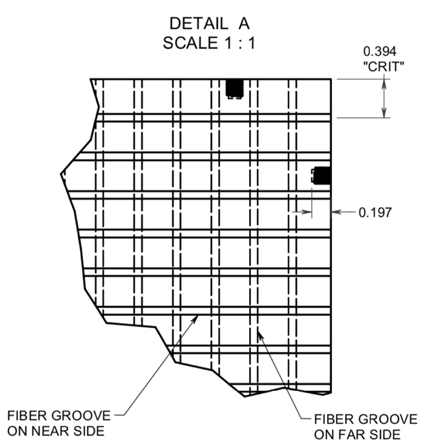 DETAIL A
SCALE 1 : 1
0.394
"CRIT"
0.197
FIBER GROOVE
ON NEAR SIDE
FIBER GROOVE
ON FAR SIDE